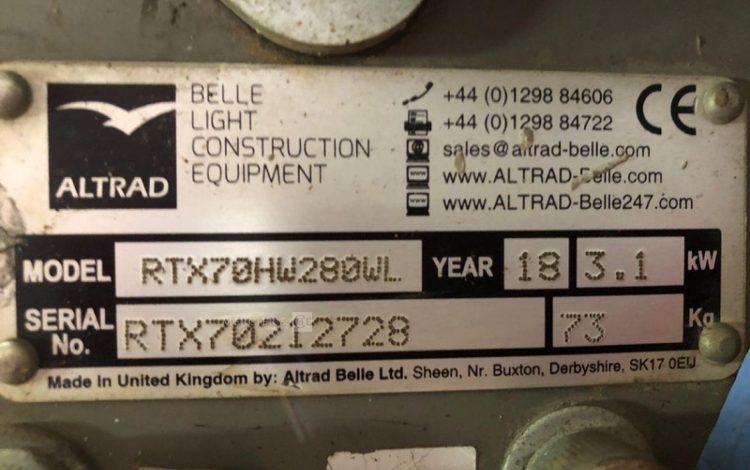 ALTRAD
BELLE
LIGHT
CONSTRUCTION
EQUIPMENT
+44 (0)1298 84606
+44 (0)1298 84722
sales@altrad-belle.com
www.ALTRAD-Belle.com
www.ALTRAD-Belle247.com
CE
MODEL RTX70HW280WL YEAR 18 3.1 kW
SERIAL No. RTX70212728 73 Kg
Made in United Kingdom by: Altrad Belle Ltd. Sheen, Nr. Buxton, Derbyshire, SK17 0EU